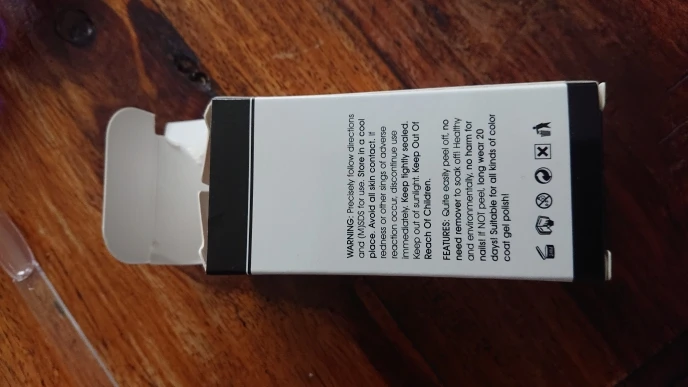 WARNING: Precisely follow directions
and (M)SDS for use. Store in a cool
place. Avoid all skin contact. If
redness or other sings of adverse
reaction occur, discontinue use
immediately. Keep tightly sealed.
Keep out of sunlight. Keep Out Of
Reach Of Children.
FEATURES: Quite easily peel off, no
need remover to soak off! Healthy
and environmentally, no harm for
nails! If NOT peel, long wear 20
days! Suitable for all kinds of color
coat gel polish!